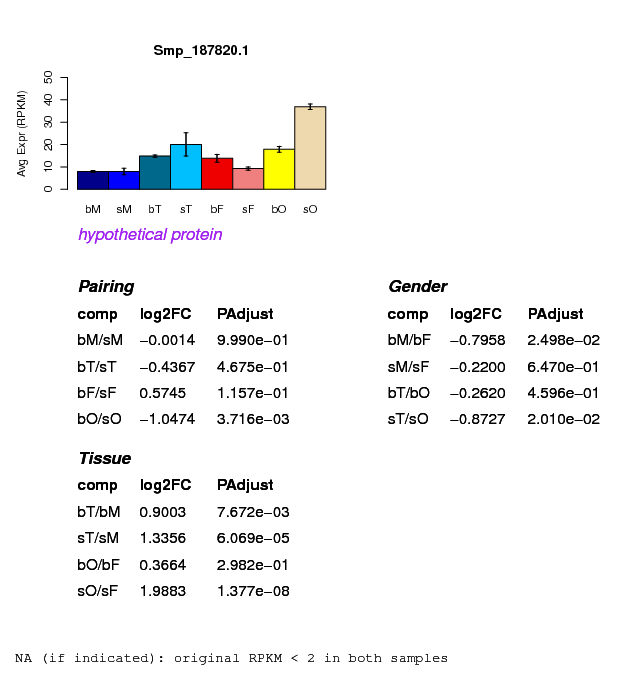 Smp_187820.1
Avg Expr (RPKM)
50
40
30
20
10
0
bM sM bT sT bF sF bO sO
hypothetical protein
Pairing
comp log2FC PAdjust
bM/sM −0.0014 9.990e−01
bT/sT −0.4367 4.675e−01
bF/sF 0.5745 1.157e−01
bO/sO −1.0474 3.716e−03
Gender
comp log2FC PAdjust
bM/bF −0.7958 2.498e−02
sM/sF −0.2200 6.470e−01
bT/bO −0.2620 4.596e−01
sT/sO −0.8727 2.010e−02
Tissue
comp log2FC PAdjust
bT/bM 0.9003 7.672e−03
sT/sM 1.3356 6.069e−05
bO/bF 0.3664 2.982e−01
sO/sF 1.9883 1.377e−08
NA (if indicated): original RPKM < 2 in both samples